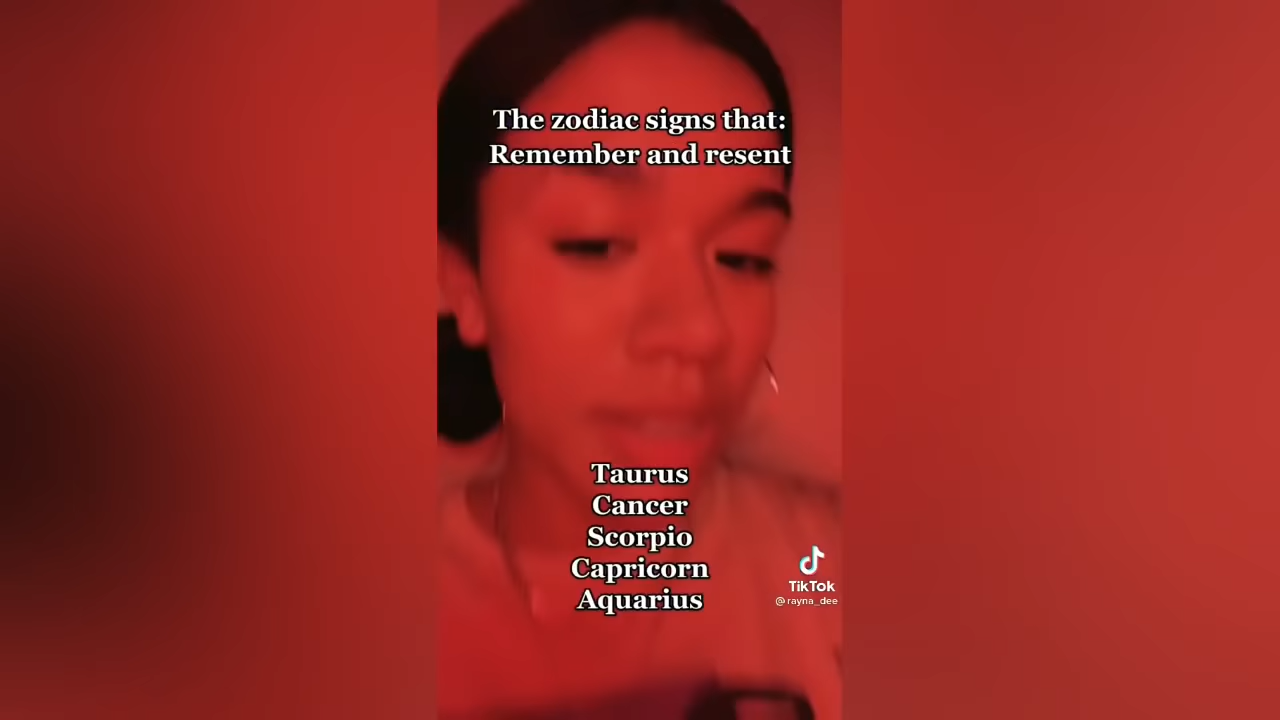 The zodiac signs that:
Remember and resent
Taurus
Cancer
Scorpio
Capricorn
Aquarius
TikTok
@rayna_dee